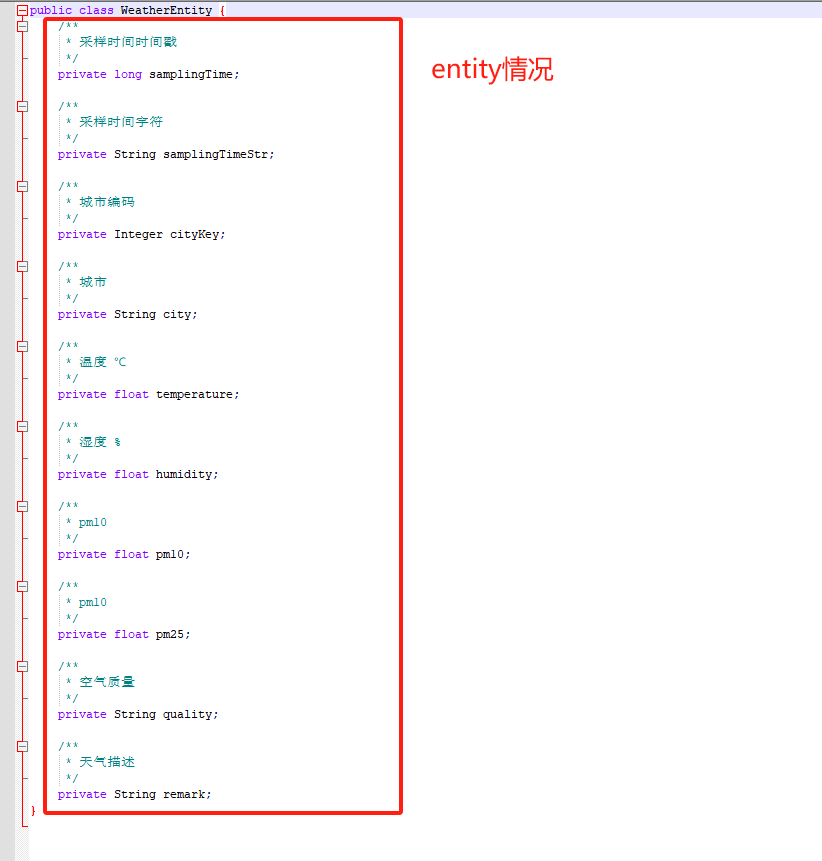 public class WeatherEntity {
/**
* 采样时间时间戳
*/
private long samplingTime;
entity情况
/**
* 采样时间字符
*/
private String samplingTimeStr;
/**
* 城市编码
*/
private Integer cityKey;
/**
* 城市
*/
private String city;
/**
* 温度 ℃
*/
private float temperature;
/**
* 湿度 %
*/
private float humidity;
/**
* pm10
*/
private float pm10;
/**
* pm10
*/
private float pm25;
/**
* 空气质量
*/
private String quality;
/**
* 天气描述
*/
private String remark;
}